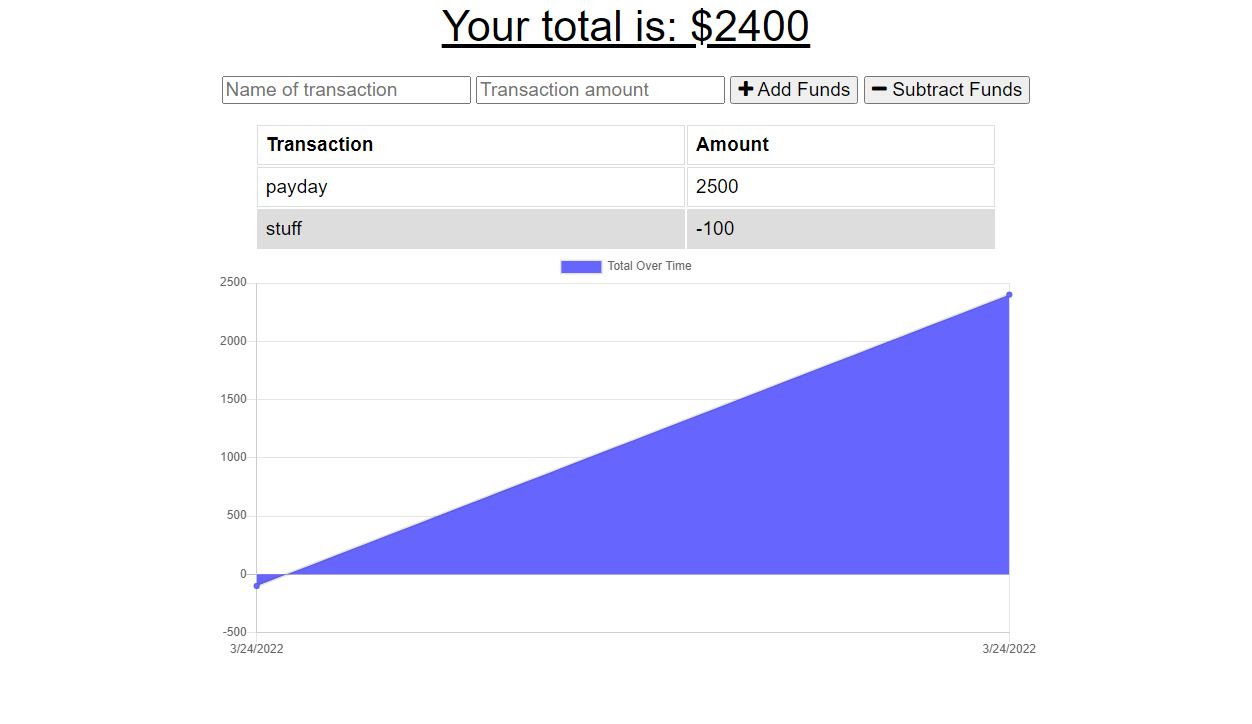 Your total is: $2400
Name of transaction Transaction amount Add Funds Subtract Funds
Transaction Amount
payday 2500
stuff -100
Total Over Time
2500
2000
1500
1000
500
0
-500
3/24/2022 3/24/2022